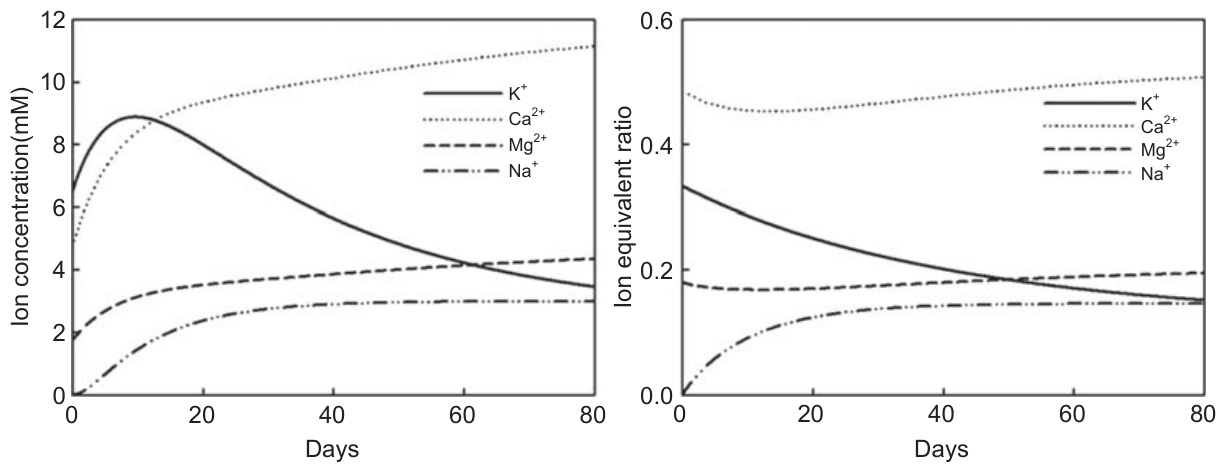 Ion concentration(mM)
12
10
8
6
4
2
0
0 20 40 60 80
Days
K⁺
Ca²⁺
Mg²⁺
Na⁺
Ion equivalent ratio
0.6
0.4
0.2
0.0
0 20 40 60 80
Days
K⁺
Ca²⁺
Mg²⁺
Na⁺